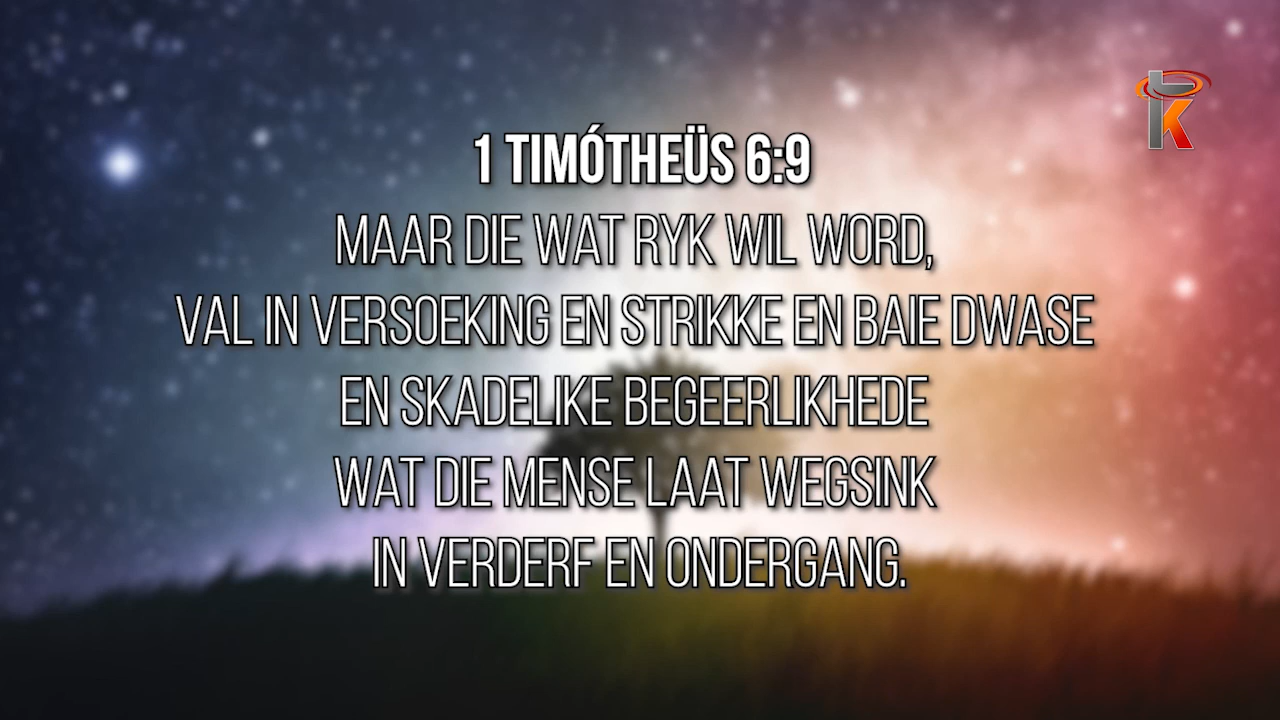 1 TIMÓTHEÜS 6:9
MAAR DIE WAT RYK WIL WORD,
VAL IN VERSOEKING EN STRIKKE EN BAIE DWASE
EN SKADELIKE BEGEERLIKHEDE
WAT DIE MENSE LAAT WEGSINK
IN VERDERF EN ONDERGANG.
TK